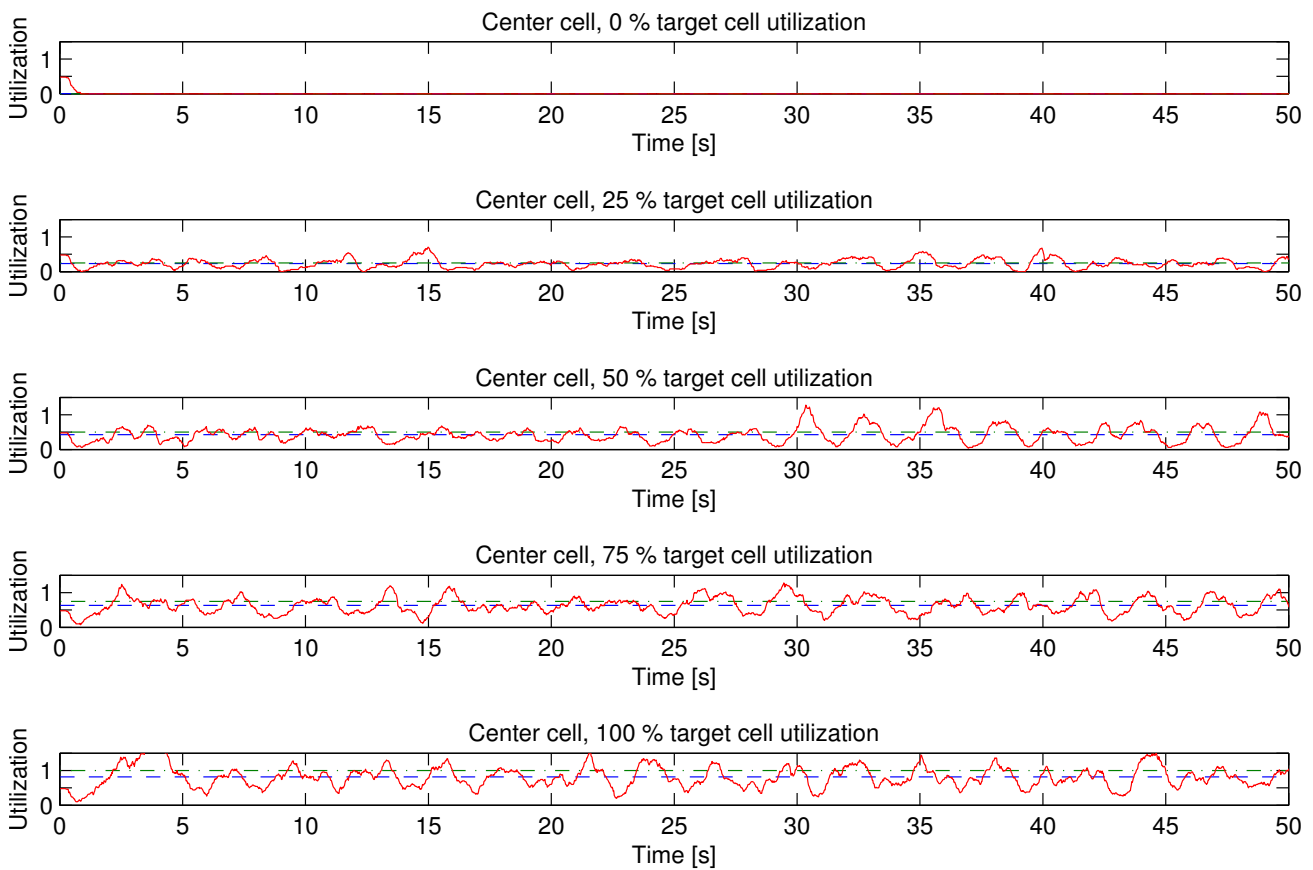 Center cell, 0 % target cell utilization
Utilization
1
0
0 5 10 15 20 25 30 35 40 45 50
Time [s]
Center cell, 25 % target cell utilization
Utilization
1
0
0 5 10 15 20 25 30 35 40 45 50
Time [s]
Center cell, 50 % target cell utilization
Utilization
1
0
0 5 10 15 20 25 30 35 40 45 50
Time [s]
Center cell, 75 % target cell utilization
Utilization
1
0
0 5 10 15 20 25 30 35 40 45 50
Time [s]
Center cell, 100 % target cell utilization
Utilization
1
0
0 5 10 15 20 25 30 35 40 45 50
Time [s]